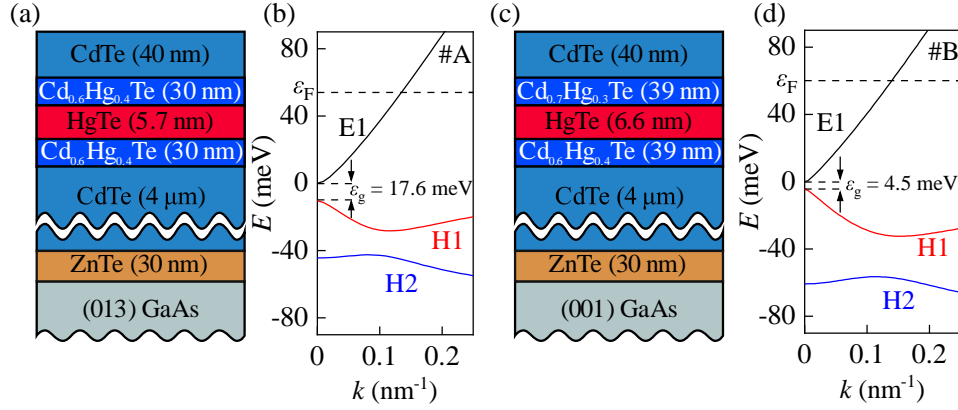 (a)
CdTe (40 nm)
Cd0.6Hg0.4Te (30 nm)
HgTe (5.7 nm)
Cd0.6Hg0.4Te (30 nm)
CdTe (4 μm)
ZnTe (30 nm)
(013) GaAs
(b)
#A
80
εF
40
E1
0
εg = 17.6 meV
-40
H1
H2
-80
E (meV)
0
0.1
0.2
k (nm-1)
(c)
CdTe (40 nm)
Cd0.7Hg0.3Te (39 nm)
HgTe (6.6 nm)
Cd0.6Hg0.4Te (39 nm)
CdTe (4 μm)
ZnTe (30 nm)
(001) GaAs
(d)
#B
80
εF
40
E1
0
εg = 4.5 meV
-40
H1
H2
-80
E (meV)
0
0.1
0.2
k (nm-1)